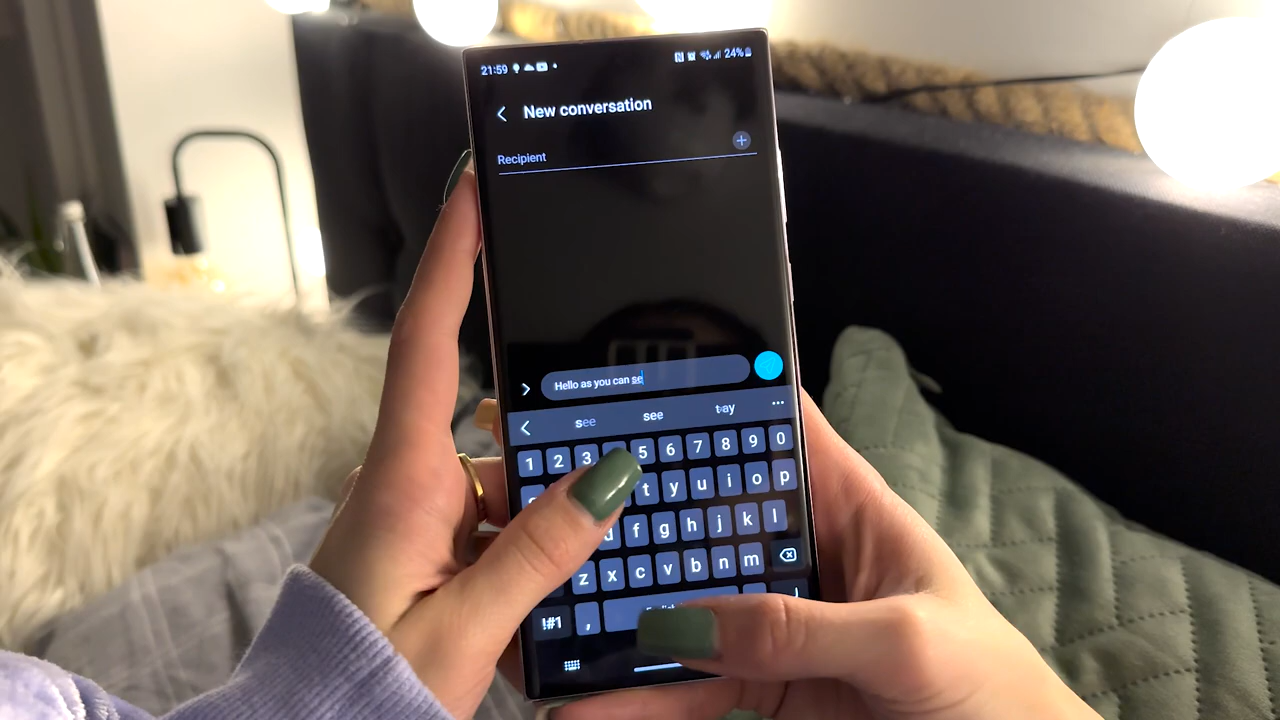 21:59 24%
New conversation
Recipient
Hello as you can se
see see
1 2 3 5 6 7 8 9 0
t y u i o p
d f g h j k l
z x c v b n m
!#1 ,